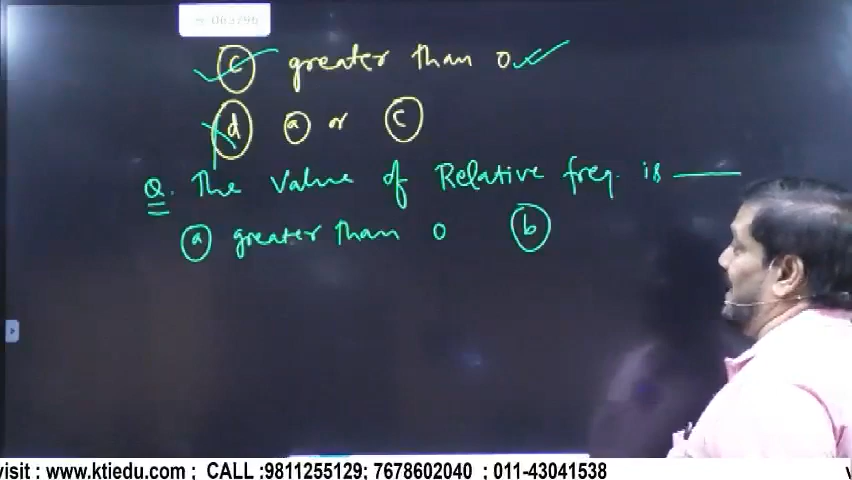 (c) greater than 0
(d) (a) or (c)
Q. The Value of Relative freq. is ——
(a) greater than 0 (b)
visit : www.ktiedu.com ; CALL :9811255129; 7678602040 ; 011-43041538